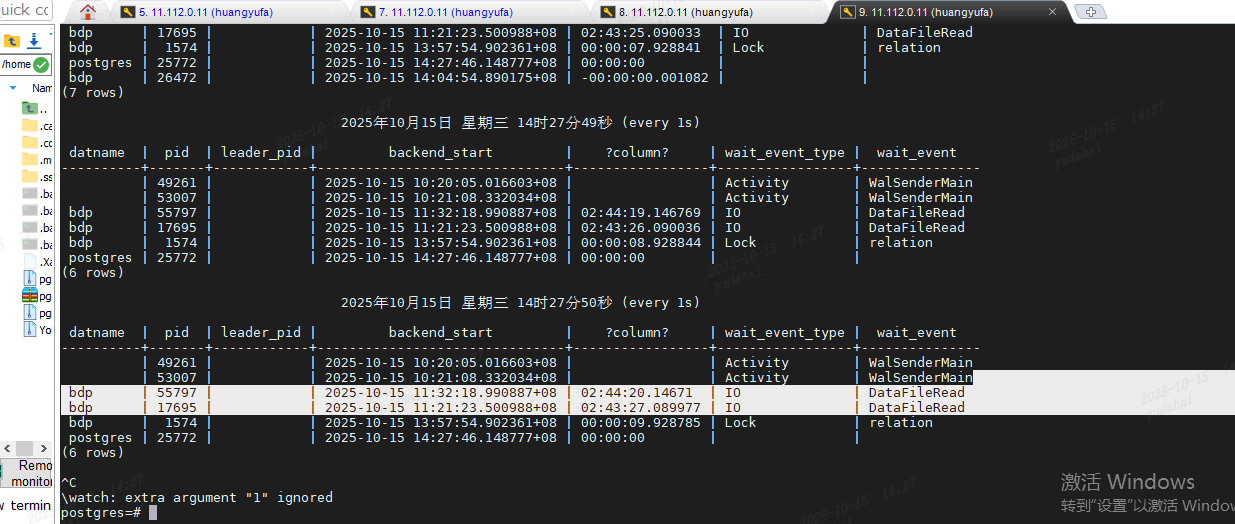 Quick cc
5. 11.112.0.11 (huangyufa)
7. 11.112.0.11 (huangyufa)
8. 11.112.0.11 (huangyufa)
9. 11.112.0.11 (huangyufa)
/home
Nam
..
.ca
.cc
.m
.ss
.ba
.ba
.ba
.ba
.Xa
pg
pg
pg
Yo
Remo
monitor
w termin
bdp | 17695 | | 2025-10-15 11:21:23.500988+08 | 02:43:25.090033 | IO | DataFileRead
bdp | 1574 | | 2025-10-15 13:57:54.902361+08 | 00:00:07.928841 | Lock | relation
postgres | 25772 | | 2025-10-15 14:27:46.148777+08 | 00:00:00 | |
bdp | 26472 | | 2025-10-15 14:04:54.890175+08 | -00:00:00.001082 | |
(7 rows)
2025年10月15日 星期三 14时27分49秒 (every 1s)
datname | pid | leader_pid | backend_start | ?column? | wait_event_type | wait_event
----------+-------+------------+-------------------------------+-----------------+-----------------+---------------
| 49261 | | 2025-10-15 10:20:05.016603+08 | | Activity | WalSenderMain
| 53007 | | 2025-10-15 10:21:08.332034+08 | | Activity | WalSenderMain
bdp | 55797 | | 2025-10-15 11:32:18.990887+08 | 02:44:19.146769 | IO | DataFileRead
bdp | 17695 | | 2025-10-15 11:21:23.500988+08 | 02:43:26.090036 | IO | DataFileRead
bdp | 1574 | | 2025-10-15 13:57:54.902361+08 | 00:00:08.928844 | Lock | relation
postgres | 25772 | | 2025-10-15 14:27:46.148777+08 | 00:00:00 | |
(6 rows)
2025年10月15日 星期三 14时27分50秒 (every 1s)
datname | pid | leader_pid | backend_start | ?column? | wait_event_type | wait_event
----------+-------+------------+-------------------------------+-----------------+-----------------+---------------
| 49261 | | 2025-10-15 10:20:05.016603+08 | | Activity | WalSenderMain
| 53007 | | 2025-10-15 10:21:08.332034+08 | | Activity | WalSenderMain
bdp | 55797 | | 2025-10-15 11:32:18.990887+08 | 02:44:20.14671 | IO | DataFileRead
bdp | 17695 | | 2025-10-15 11:21:23.500988+08 | 02:43:27.089977 | IO | DataFileRead
bdp | 1574 | | 2025-10-15 13:57:54.902361+08 | 00:00:09.928785 | Lock | relation
postgres | 25772 | | 2025-10-15 14:27:46.148777+08 | 00:00:00 | |
(6 rows)
^C
\watch: extra argument "1" ignored
postgres=#
激活 Windows
转到"设置"以激活 Window